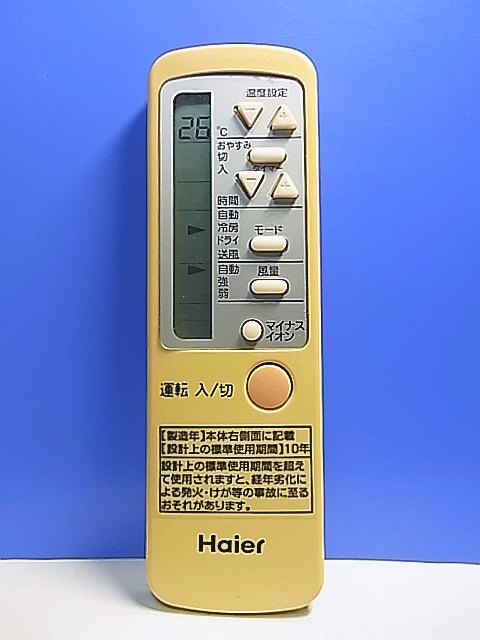 温度設定
26
℃
おやすみ
切
入
タイマー
時間
自動
冷房
ドライ
送風
モード
自動
強
弱
風量
マイナス
イオン
運転 入/切
【製造年】本体右側面に記載
【設計上の標準使用期間】10年
設計上の標準使用期間を超え
て使用されますと、経年劣化に
よる発火・けが等の事故に至る
おそれがあります。
Haier